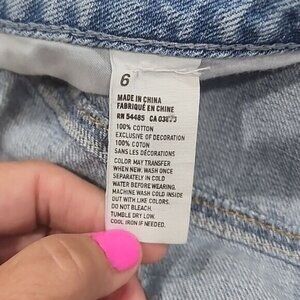 6
MADE IN CHINA
FABRIQUÉ EN CHINE
RN 54485 CA
100% COTTON
EXCLUSIVE OF DECORATION
100% COTTON
SANS LES DÉCORATIONS
COLOR MAY TRANSFER
WHEN NEW. WASH ONCE
SEPARATELY IN COLD
WATER BEFORE WEARING.
MACHINE WASH COLD INSIDE
OUT WITH LIKE COLORS.
DO NOT BLEACH.
TUMBLE DRY LOW.
COOL IRON IF NEEDED.